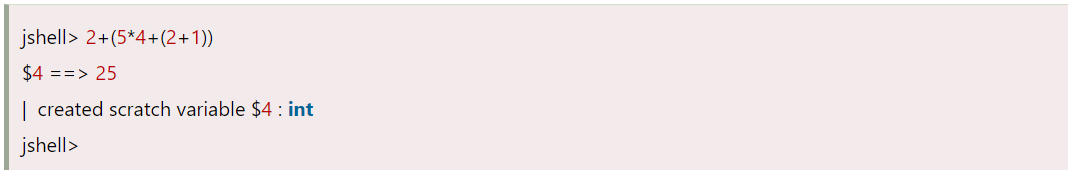 jshell> 2+(5*4+(2+1))
$4 ==> 25
| created scratch variable $4 : int
jshell>